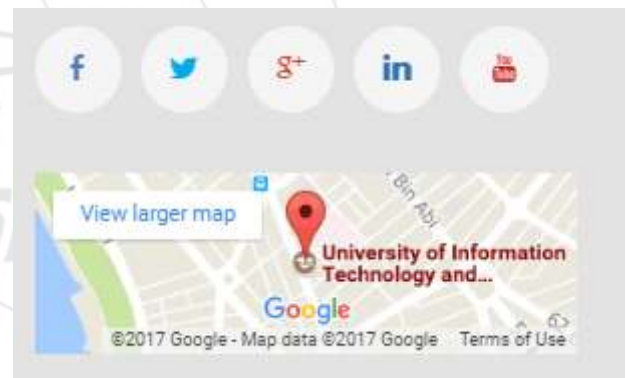 f
g+
in
You
Tube
View larger map
Bin Abi
University of Information
Technology and...
Google
©2017 Google - Map data ©2017 Google Terms of Use